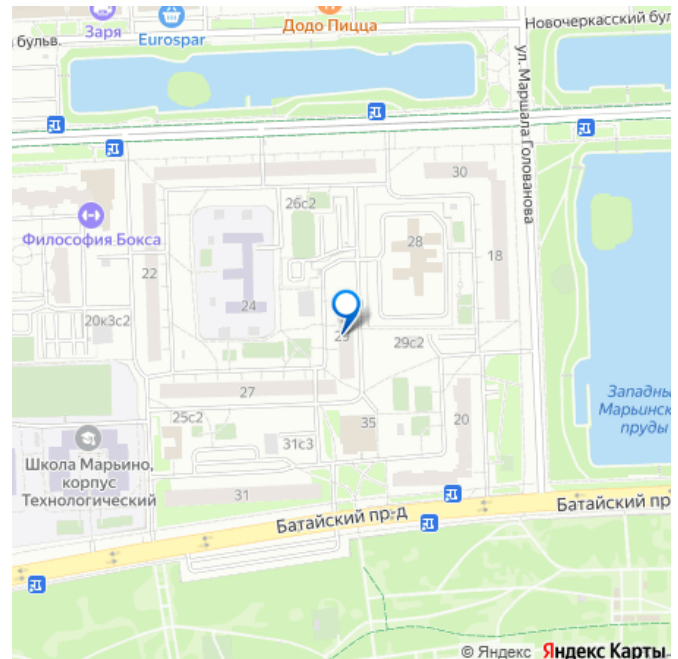 Заря
Eurospar
Додо Пицца
Новочеркасский бул
а бульв.
ул. Маршала Голованова
30
26с2
28
Философия Бокса
18
22
24
20к3с2
29
29с2
Западны
Марьинск
пруды
27
25с2
35
20
31с3
Школа Марьино,
корпус
Технологический
31
Батайский пр-д
Батайский пр
© Яндекс Яндекс Карты